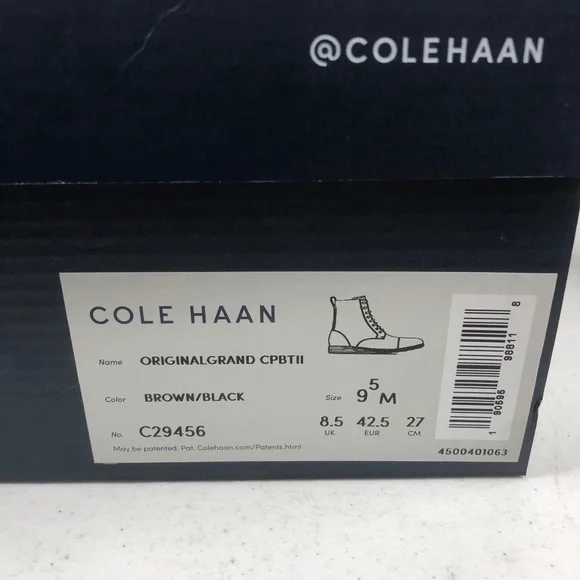 @COLEHAAN
COLE HAAN
Name ORIGINALGRAND CPBTII
Color BROWN/BLACK
Size 9 5 M
No. C29456
8.5 42.5 27
UK EUR CM
May be patented. Pat. Colehaan.com/Patents.html
1 90595 98811 8
4500401063